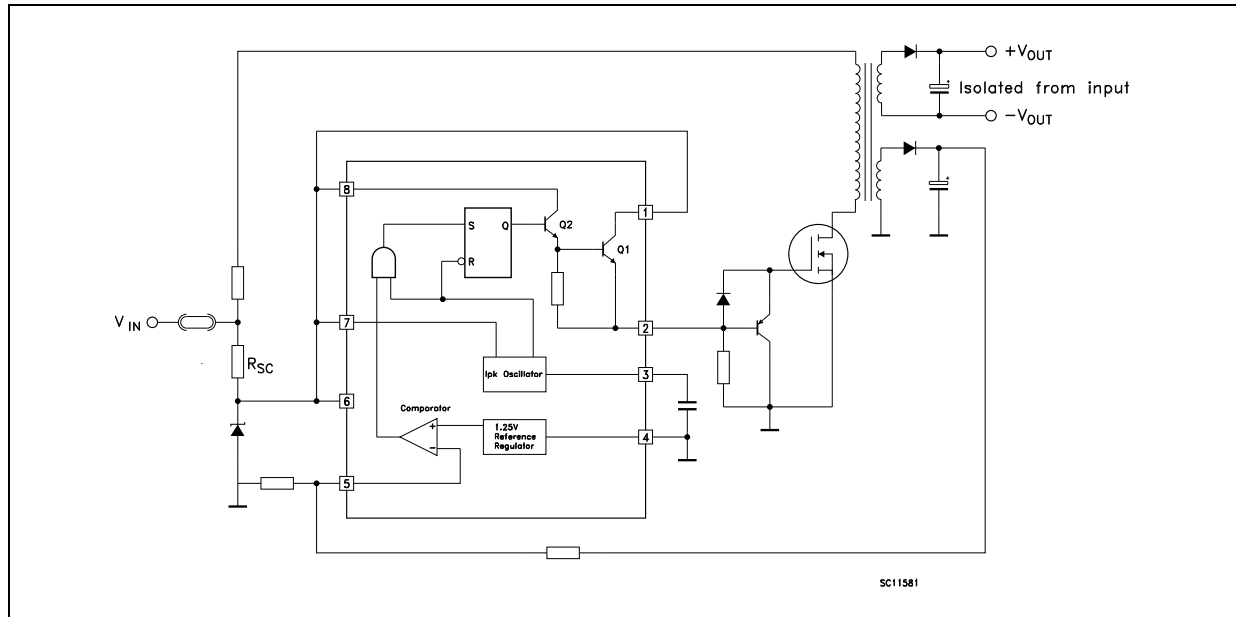 +VOUT
Isolated from input
-VOUT
8
1
S Q
Q2
Q1
R
VIN
7
2
RSC
Ipk Oscillator
3
6
Comparator
+
-
1.25V
Reference
Regulator
4
5
SC11581